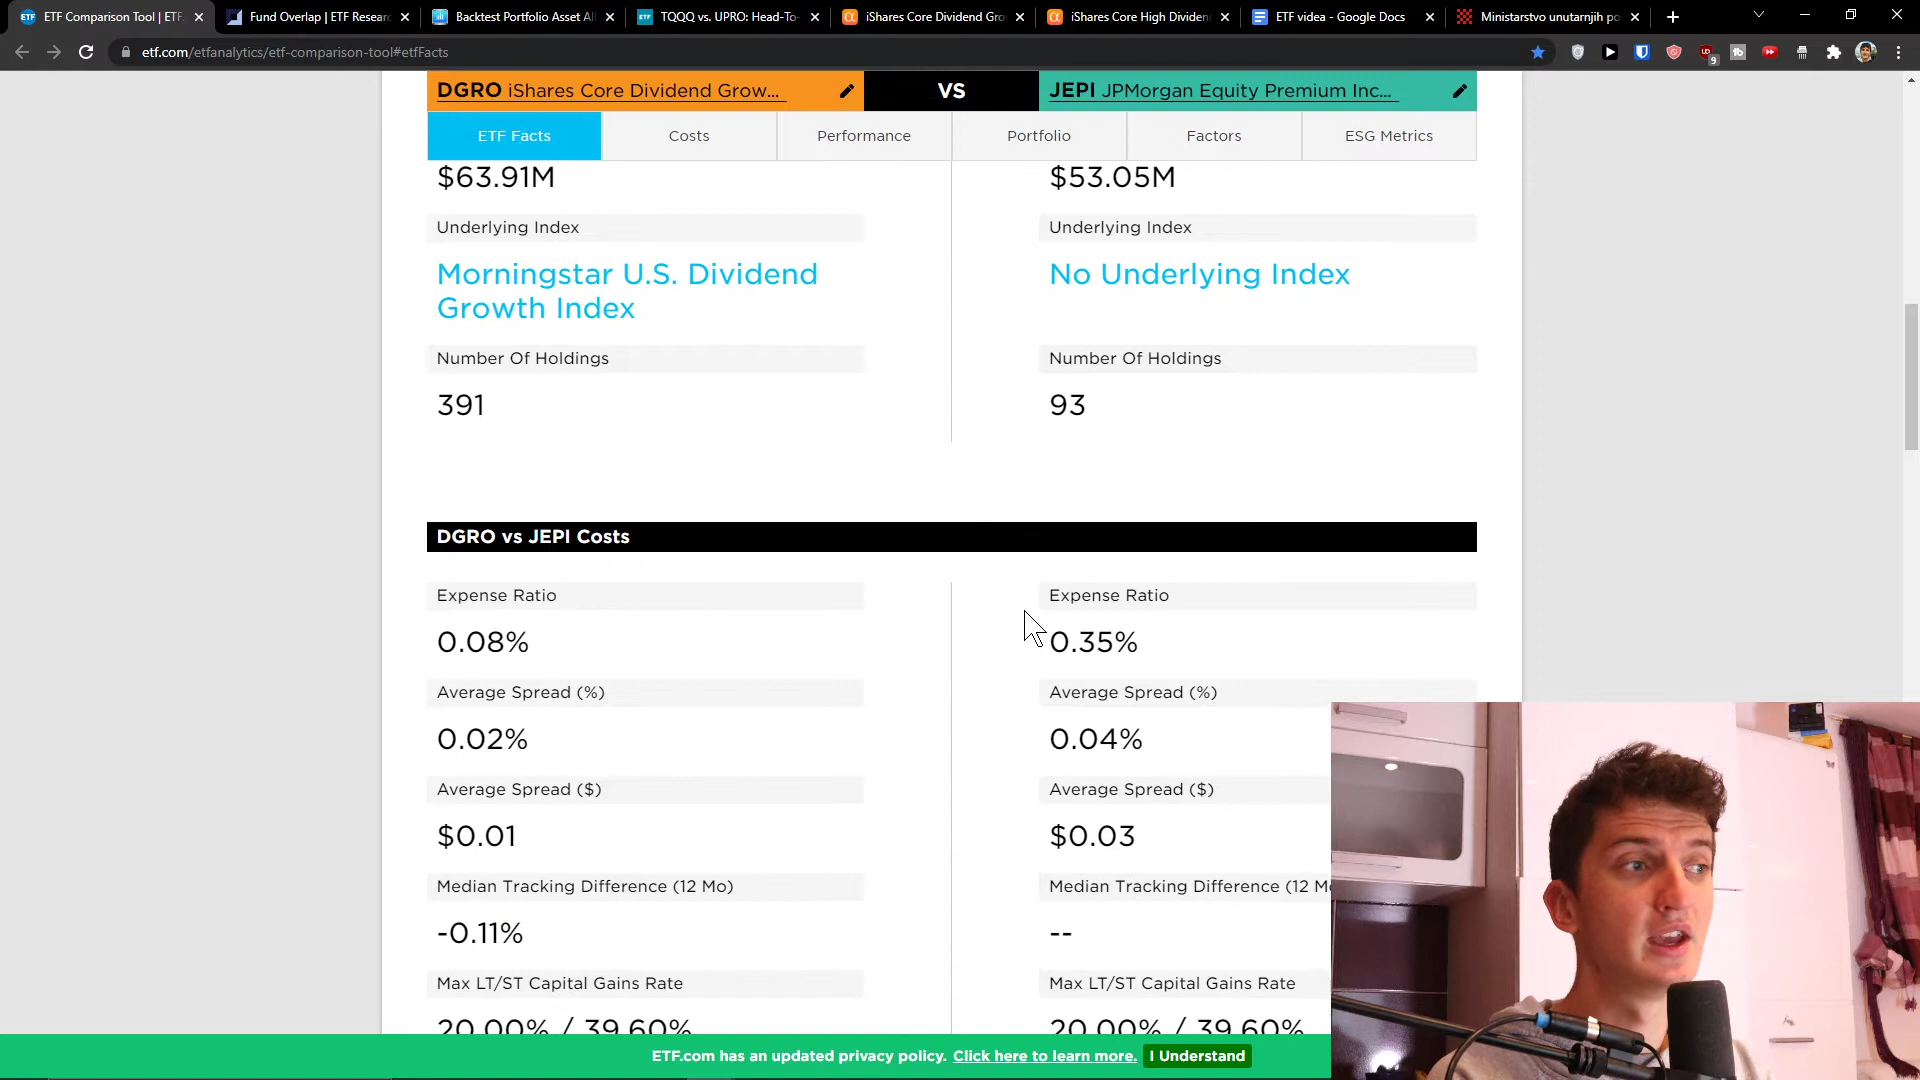 ETF Comparison Tool | ETF.
Fund Overlap | ETF Resear
Backtest Portfolio Asset All
TQQQ vs. UPRO: Head-To-
iShares Core Dividend Gro
iShares Core High Dividen
ETF videa - Google Docs
Ministarstvo unutarnjih po
etf.com/etfanalytics/etf-comparison-tool#etfFacts
9
DGRO iShares Core Dividend Grow...
VS
JEPI JPMorgan Equity Premium Inc...
ETF Facts
Costs
Performance
Portfolio
Factors
ESG Metrics
$63.91M
$53.05M
Underlying Index
Underlying Index
Morningstar U.S. Dividend
Growth Index
No Underlying Index
Number Of Holdings
Number Of Holdings
391
93
DGRO vs JEPI Costs
Expense Ratio
Expense Ratio
0.08%
0.35%
Average Spread (%)
Average Spread (%)
0.02%
0.04%
Average Spread ($)
Average Spread ($)
$0.01
$0.03
Median Tracking Difference (12 Mo)
Median Tracking Difference (12 M
-0.11%
--
Max LT/ST Capital Gains Rate
Max LT/ST Capital Gains Rate
20.00% / 39.60%
20.00% / 39.60%
ETF.com has an updated privacy policy. Click here to learn more. I Understand